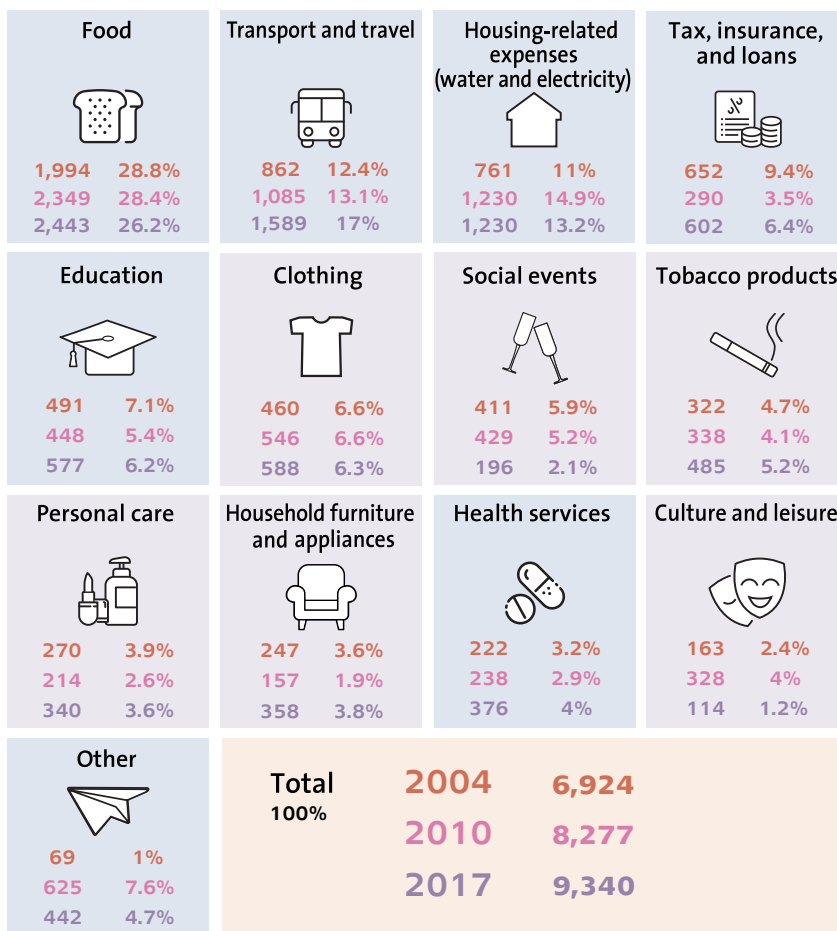 Food
1,994 28.8%
2,349 28.4%
2,443 26.2%
Transport and travel
862 12.4%
1,085 13.1%
1,589 17%
Housing-related
expenses
(water and electricity)
761 11%
1,230 14.9%
1,230 13.2%
Tax, insurance,
and loans
652 9.4%
290 3.5%
602 6.4%
Education
491 7.1%
448 5.4%
577 6.2%
Clothing
460 6.6%
546 6.6%
588 6.3%
Social events
411 5.9%
429 5.2%
196 2.1%
Tobacco products
322 4.7%
338 4.1%
485 5.2%
Personal care
270 3.9%
214 2.6%
340 3.6%
Household furniture
and appliances
247 3.6%
157 1.9%
358 3.8%
Health services
222 3.2%
238 2.9%
376 4%
Culture and leisure
163 2.4%
328 4%
114 1.2%
Other
69 1%
625 7.6%
442 4.7%
Total
100%
2004 6,924
2010 8,277
2017 9,340